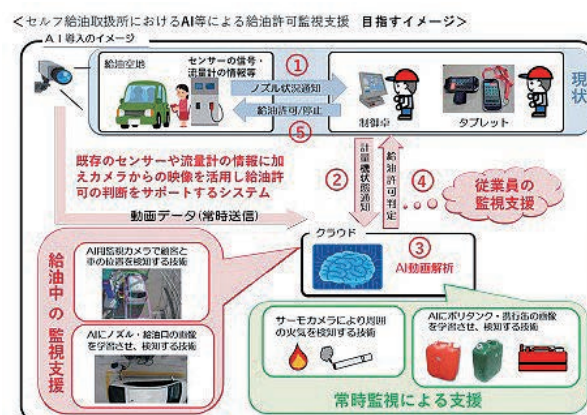 ＜セルフ給油取扱所におけるAI等による給油許可監視支援　目指すイメージ＞
ＡＩ導入のイメージ
給油空地
センサーの信号・
流量計の情報等
①
ノズル状況通知
給油許可/停止
⑤
制御卓
タブレット
現状
既存のセンサーや流量計の情報に加
えカメラからの映像を活用し給油許
可の判断をサポートするシステム
動画データ(常時送信)
②
計量機状態通知
給油許可判定
④
従業員の
監視支援
クラウド
③
AI動画解析
給油中の監視支援
AI用監視カメラで顧客と
車の位置を検知する技術
AIにノズル・給油口の画像
を学習させ、検知する技術
サーモカメラにより周囲
の火気を検知する技術
AIにポリタンク・携行缶の画像
を学習させ、検知する技術
常時監視による支援